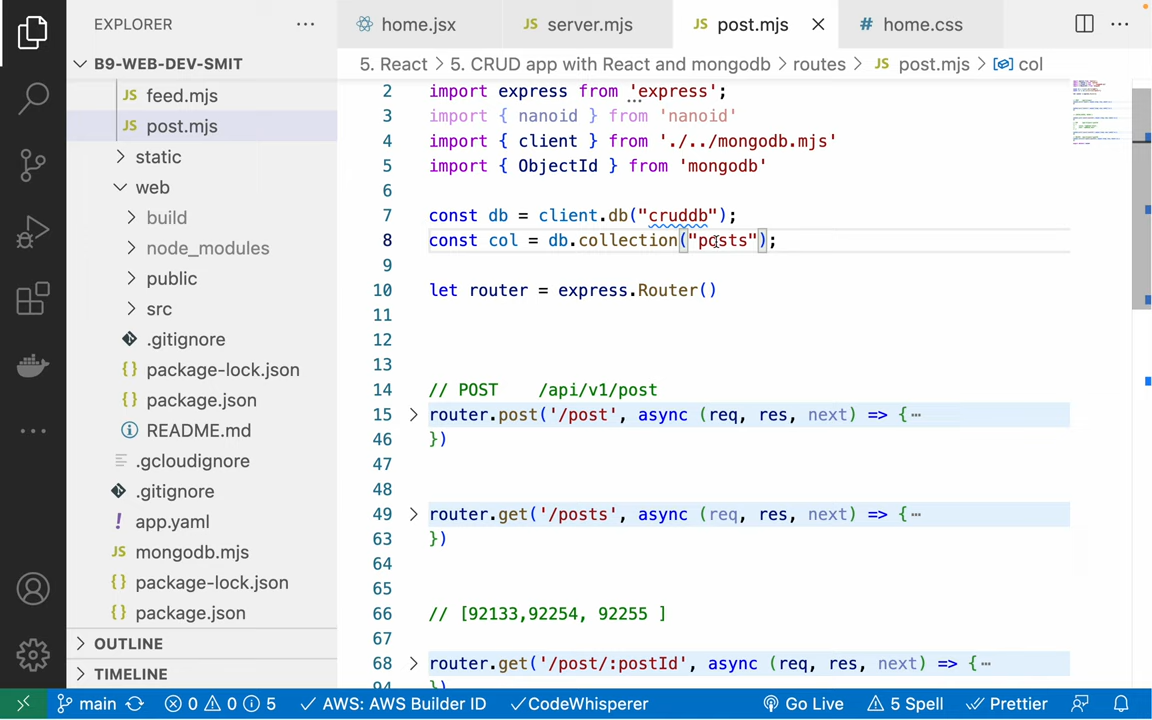 EXPLORER
home.jsx
JS server.mjs
JS post.mjs
# home.css
B9-WEB-DEV-SMIT
5. React > 5. CRUD app with React and mongodb > routes > JS post.mjs > col
JS feed.mjs
JS post.mjs
static
web
build
node_modules
public
src
.gitignore
{} package-lock.json
{} package.json
README.md
.gcloudignore
.gitignore
! app.yaml
JS mongodb.mjs
{} package-lock.json
{} package.json
OUTLINE
TIMELINE
2 import express from 'express';
3 import { nanoid } from 'nanoid'
4 import { client } from './../mongodb.mjs'
5 import { ObjectId } from 'mongodb'
6
7 const db = client.db("cruddb");
8 const col = db.collection("posts");
9
10 let router = express.Router()
11
12
13
14 // POST    /api/v1/post
15 router.post('/post', async (req, res, next) => {…
46 })
47
48
49 router.get('/posts', async (req, res, next) => {…
63 })
64
65
66 // [92133,92254, 92255 ]
67
68 router.get('/post/:postId', async (req, res, next) => {…
94 })
main 0 0 5 AWS: AWS Builder ID CodeWhisperer Go Live 5 Spell Prettier